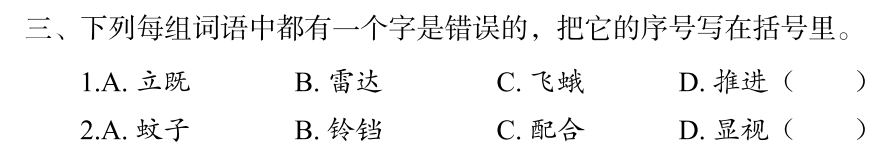 三、下列每组词语中都有一个字是错误的，把它的序号写在括号里。
1.A. 立既 B. 雷达 C. 飞蛾 D. 推进（ ）
2.A. 蚊子 B. 铃铛 C. 配合 D. 显视（ ）